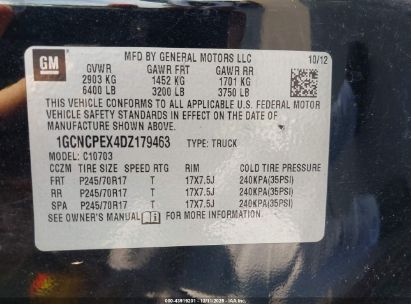 GM
MFD BY GENERAL MOTORS LLC 10/12
GVWR GAWR FRT GAWR RR
2903 KG 1452 KG 1701 KG
6400 LB 3200 LB 3750 LB
THIS VEHICLE CONFORMS TO ALL APPLICABLE U.S. FEDERAL MOTOR
VEHICLE SAFETY STANDARDS IN EFFECT ON THE DATE OF
MANUFACTURE SHOWN ABOVE.
1GCNCPEX4DZ179463 TYPE: TRUCK
MODEL: C10703
CCZM TIRE SIZE SPEED RTG RIM COLD TIRE PRESSURE
FRT P245/70R17 T 17X7.5J 240KPA(35PSI)
RR P245/70R17 T 17X7.5J 240KPA(35PSI)
SPA P245/70R17 T 17X7.5J 240KPA(35PSI)
SEE OWNER'S MANUAL FOR MORE INFORMATION.